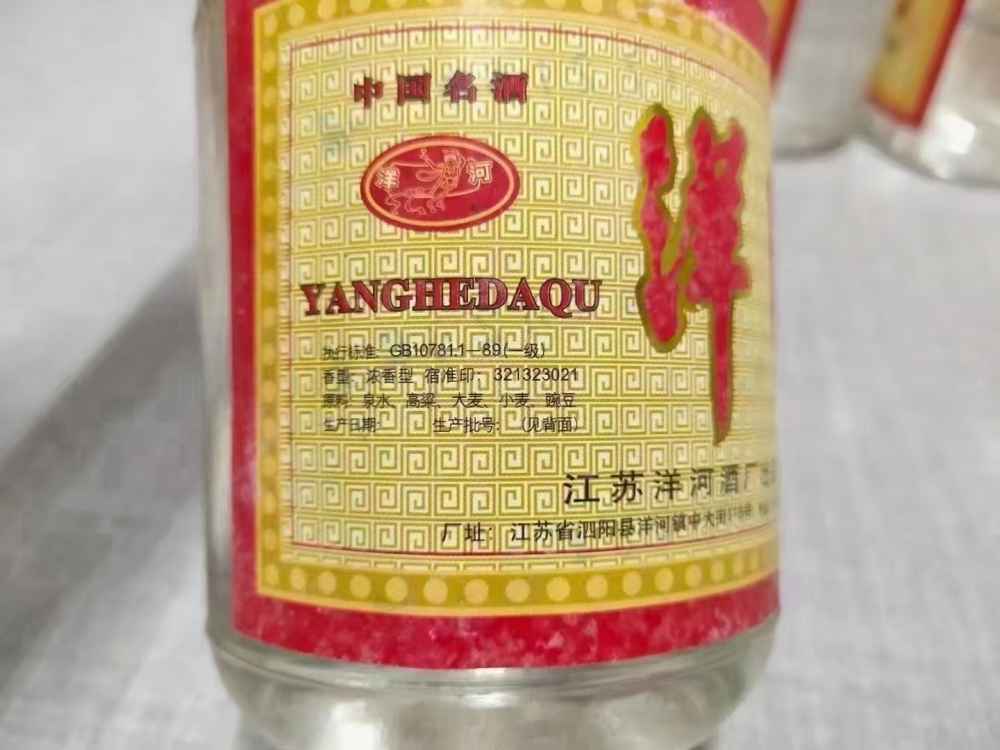 中国名酒
洋河
洋
YANGHEDAQU
执行标准: GB10781.1—89(一级)
香型: 浓香型 宿准印: 321323021
原料: 泉水、高粱、大麦、小麦、豌豆
生产日期: 生产批号: (见背面)
江苏洋河酒厂
厂址: 江苏省泗阳县洋河镇中大街